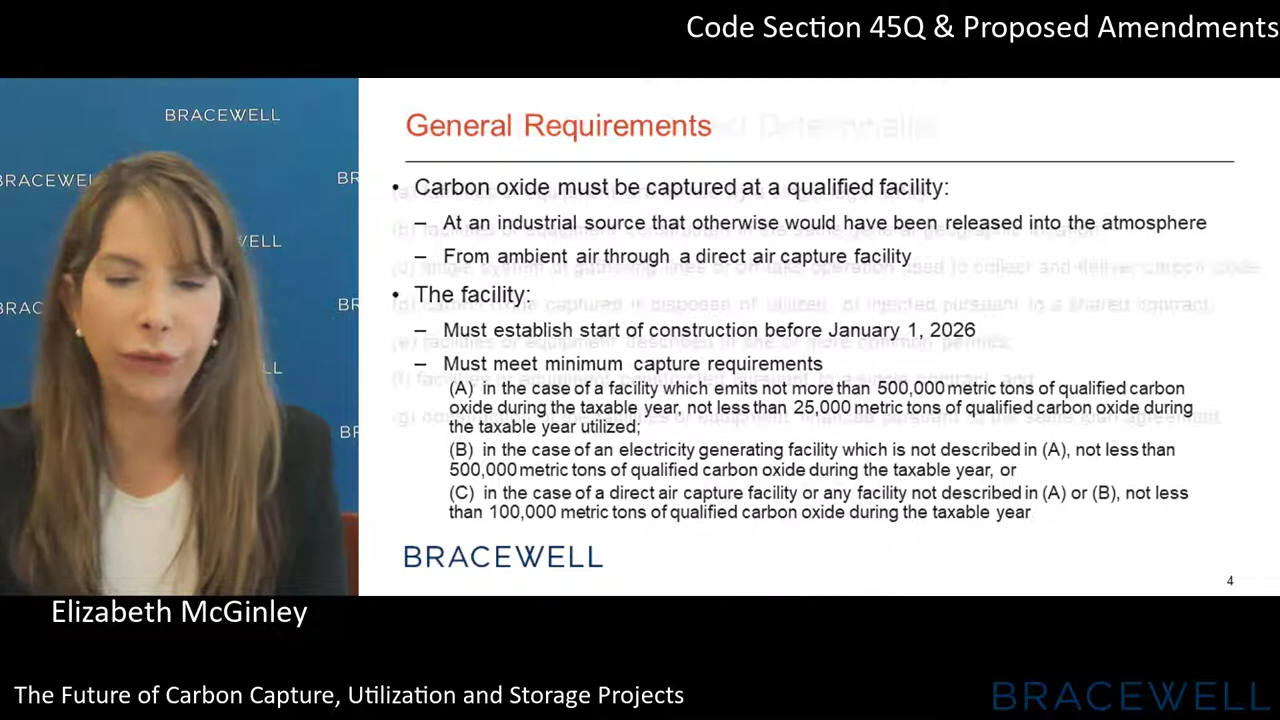 Code Section 45Q & Proposed Amendments
BRACEWELL
BRACEWEL
BR
WELL
WELL
BRACE
BR
LL
BR
General Requirements
• Carbon oxide must be captured at a qualified facility:
– At an industrial source that otherwise would have been released into the atmosphere
– From ambient air through a direct air capture facility
• The facility:
– Must establish start of construction before January 1, 2026
– Must meet minimum capture requirements
(A) in the case of a facility which emits not more than 500,000 metric tons of qualified carbon
oxide during the taxable year, not less than 25,000 metric tons of qualified carbon oxide during
the taxable year utilized;
(B) in the case of an electricity generating facility which is not described in (A), not less than
500,000 metric tons of qualified carbon oxide during the taxable year, or
(C) in the case of a direct air capture facility or any facility not described in (A) or (B), not less
than 100,000 metric tons of qualified carbon oxide during the taxable year
BRACEWELL
4
Elizabeth McGinley
The Future of Carbon Capture, Utilization and Storage Projects
BRACEWELL